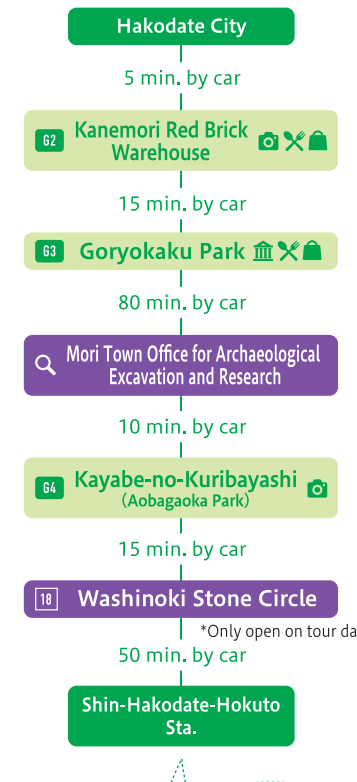 Hakodate City
5 min. by car
G2 Kanemori Red Brick
Warehouse
15 min. by car
G3 Goryokaku Park
80 min. by car
Mori Town Office for Archaeological
Excavation and Research
10 min. by car
G4 Kayabe-no-Kuribayashi
(Aobagaoka Park)
15 min. by car
18 Washinoki Stone Circle
*Only open on tour da
50 min. by car
Shin-Hakodate-Hokuto
Sta.